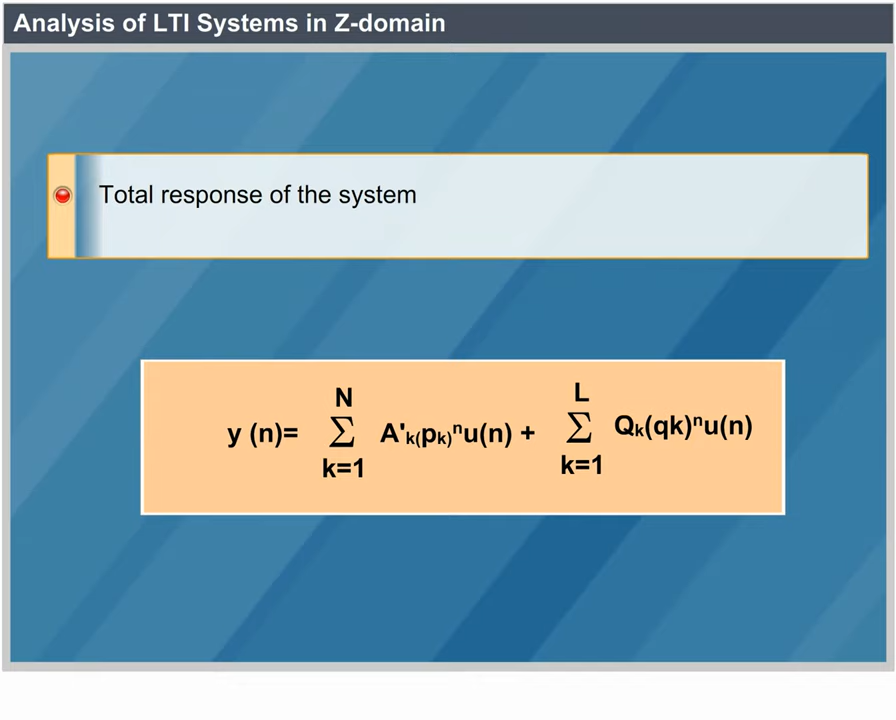 Analysis of LTI Systems in Z-domain
Total response of the system
y (n)= N Σ k=1 A'k(pk)ⁿu(n) + L Σ k=1 Qk(qk)ⁿu(n)